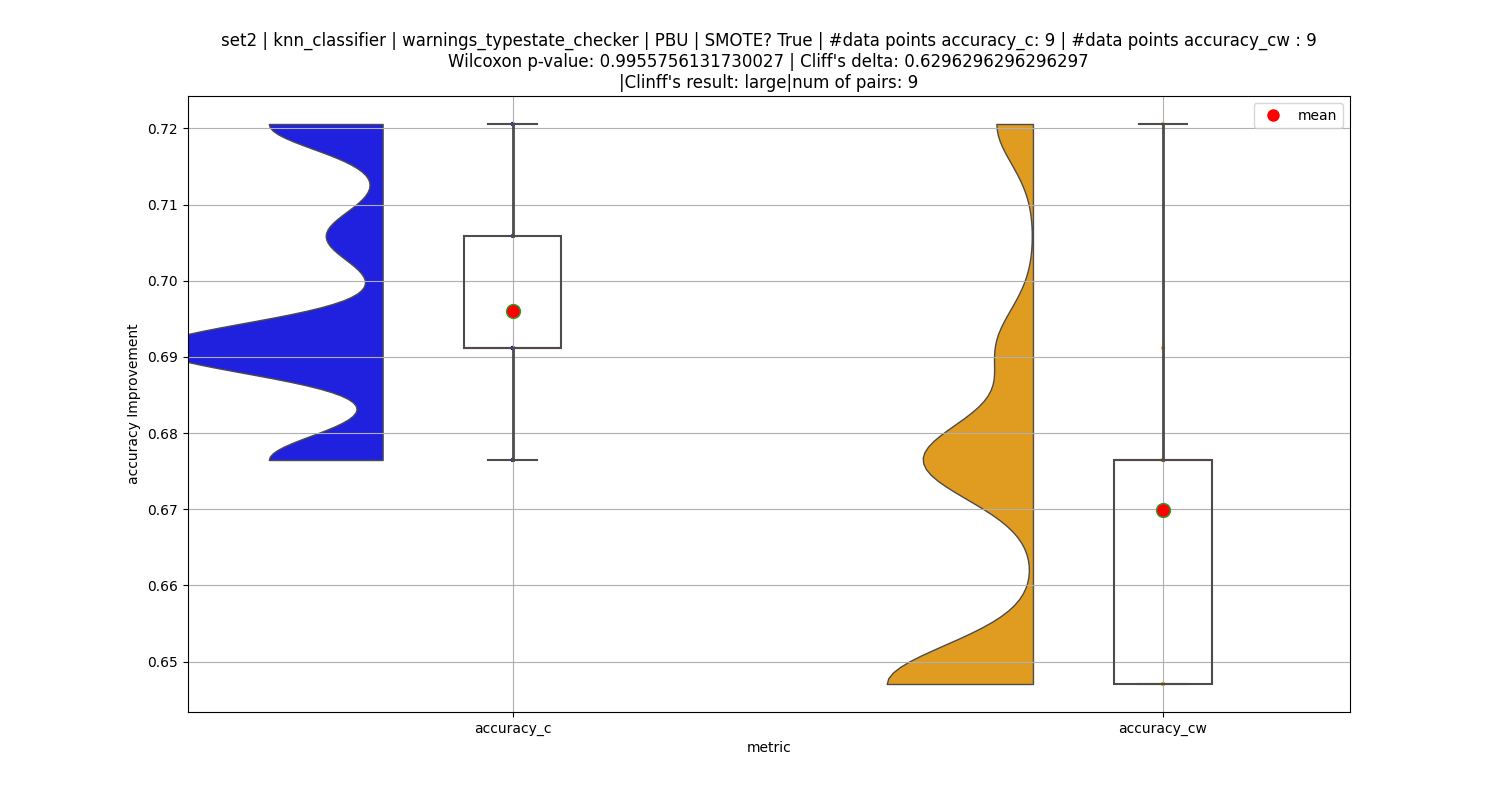 set2 | knn_classifier | warnings_typestate_checker | PBU | SMOTE? True | #data points accuracy_c: 9 | #data points accuracy_cw : 9
Wilcoxon p-value: 0.9955756131730027 | Cliff's delta: 0.6296296296296297
|Clinff's result: large|num of pairs: 9
mean
0.72
0.71
0.70
0.69
0.68
0.67
0.66
0.65
accuracy Improvement
accuracy_c
accuracy_cw
metric